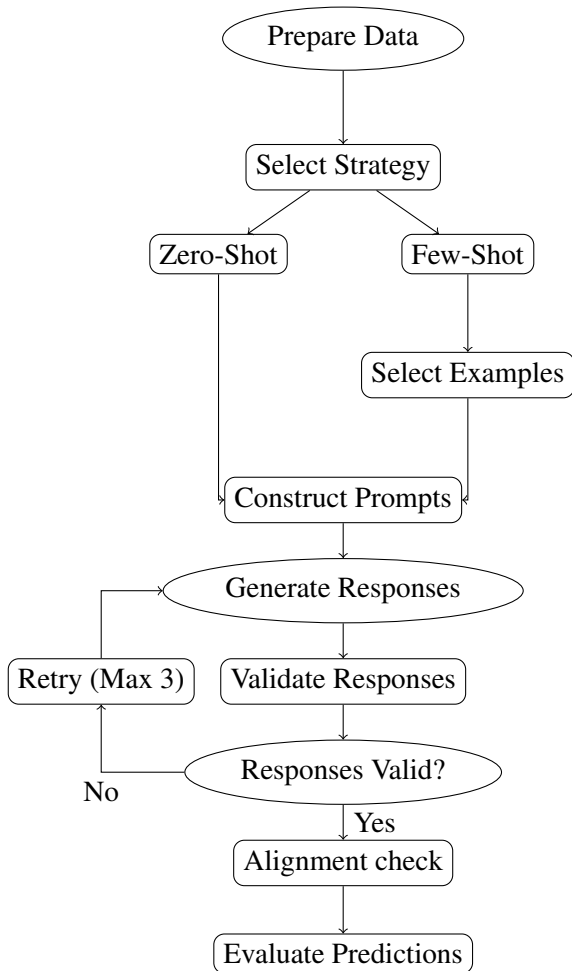 Prepare Data
Select Strategy
Zero-Shot
Few-Shot
Select Examples
Construct Prompts
Generate Responses
Retry (Max 3)
Validate Responses
Responses Valid?
No
Yes
Alignment check
Evaluate Predictions